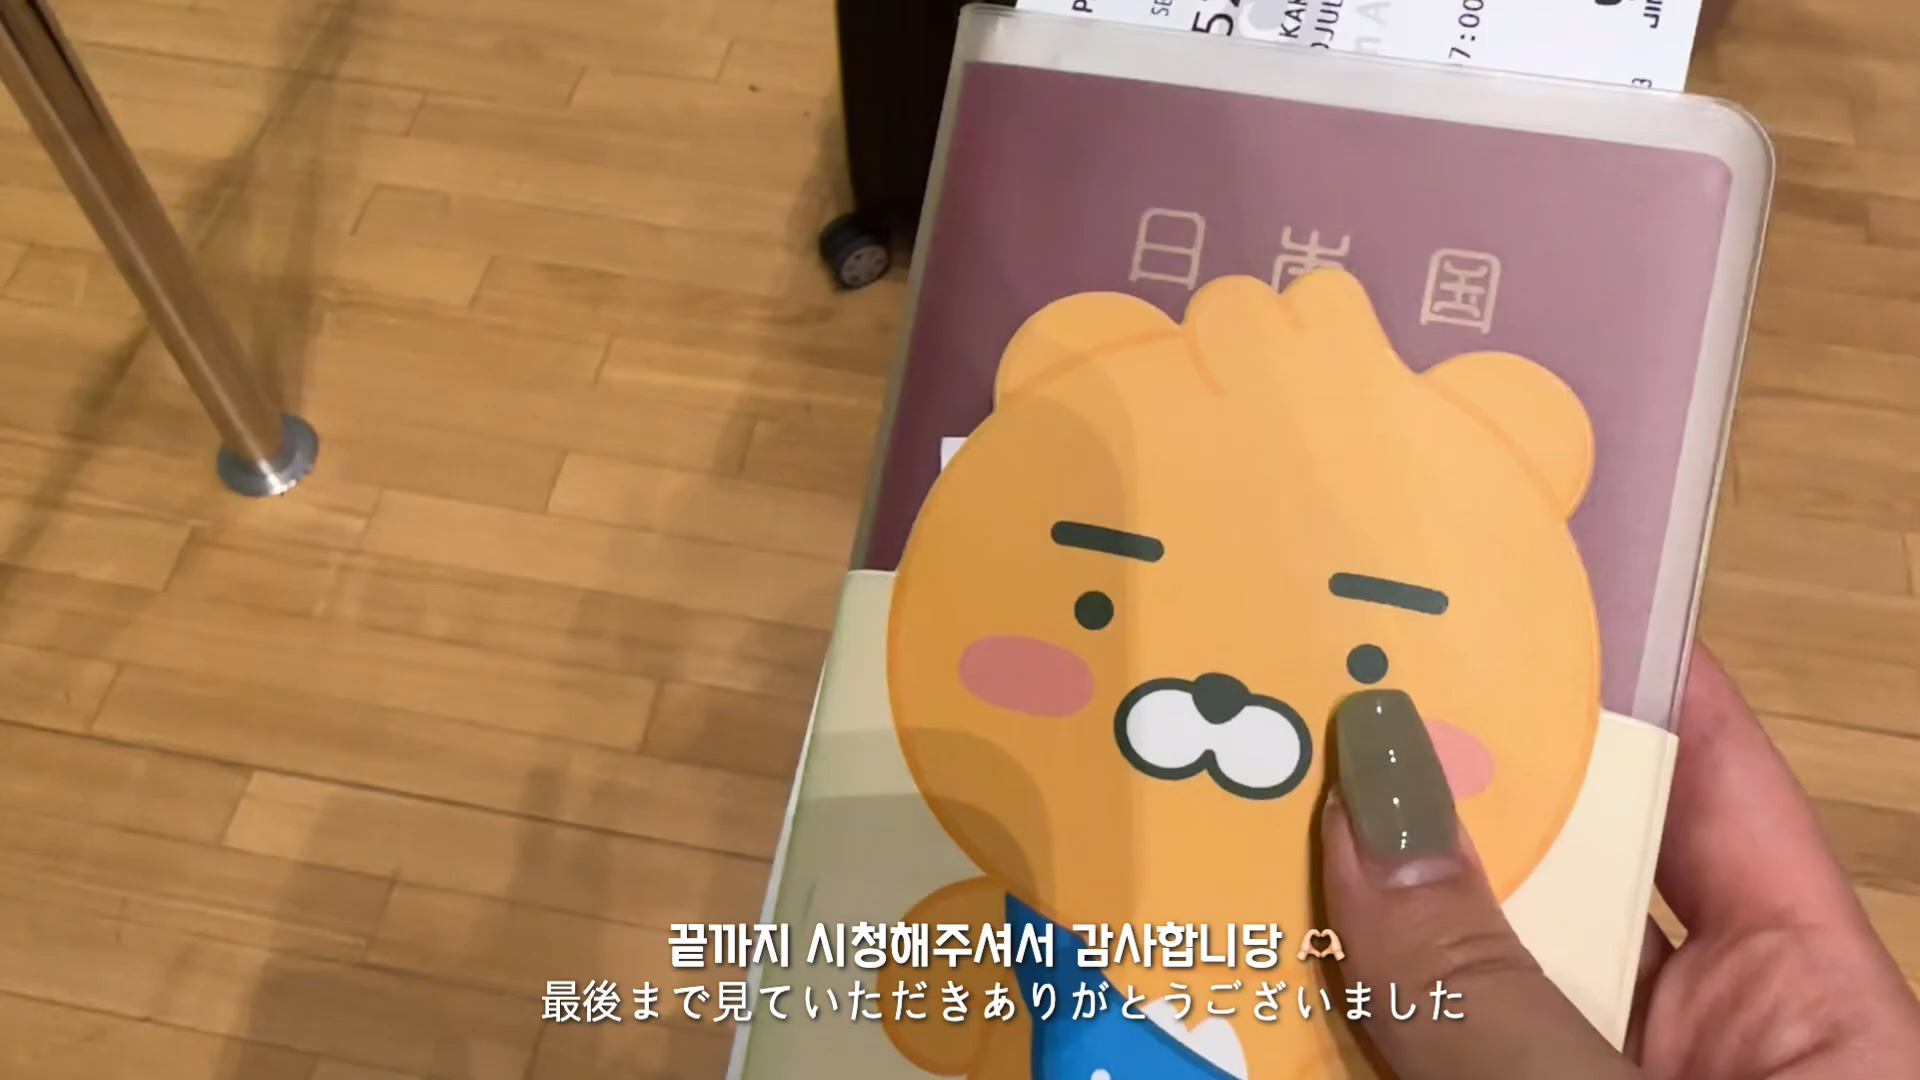 日本国
끝까지 시청해주셔서 감사합니당 🫶🏻
最後まで見ていただきありがとうございました